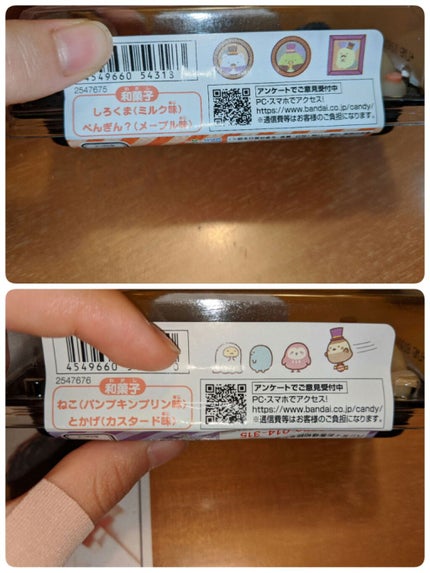 4549660 54313
2547675
わがし
和菓子
しろくま(ミルク味)
ぺんぎん?(メープル味)
アンケートでご意見受付中
PC・スマホでアクセス!
https://www.bandai.co.jp/candy/
※通信費等はお客様のご負担になります。
4549660
2547676
わがし
和菓子
ねこ(パンプキンプリン味)
とかげ(カスタード味)
アンケートでご意見受付中
PC・スマホでアクセス!
https://www.bandai.co.jp/candy/
※通信費等はお客様のご負担になります。